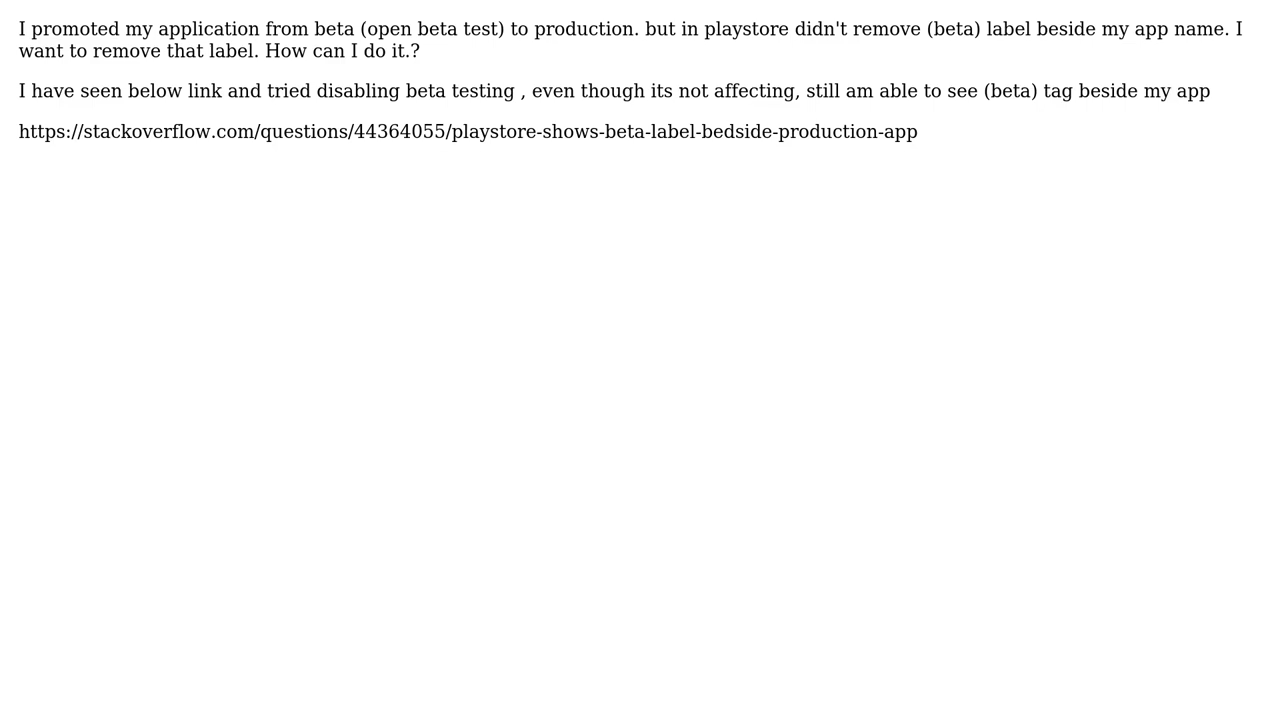 I promoted my application from beta (open beta test) to production. but in playstore didn't remove (beta) label beside my app name. I
want to remove that label. How can I do it.?
I have seen below link and tried disabling beta testing , even though its not affecting, still am able to see (beta) tag beside my app
https://stackoverflow.com/questions/44364055/playstore-shows-beta-label-bedside-production-app